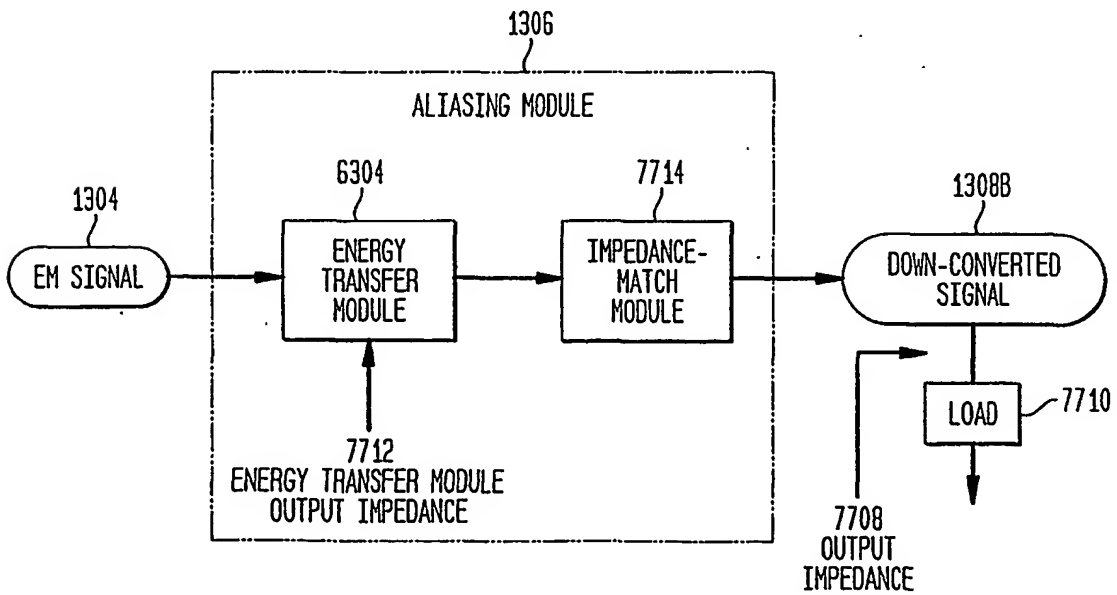 1306
ALIASING MODULE
1304
EM SIGNAL
6304
ENERGY
TRANSFER
MODULE
7714
IMPEDANCE-
MATCH
MODULE
1308B
DOWN-CONVERTED
SIGNAL
7712
ENERGY TRANSFER MODULE
OUTPUT IMPEDANCE
LOAD
7710
7708
OUTPUT
IMPEDANCE